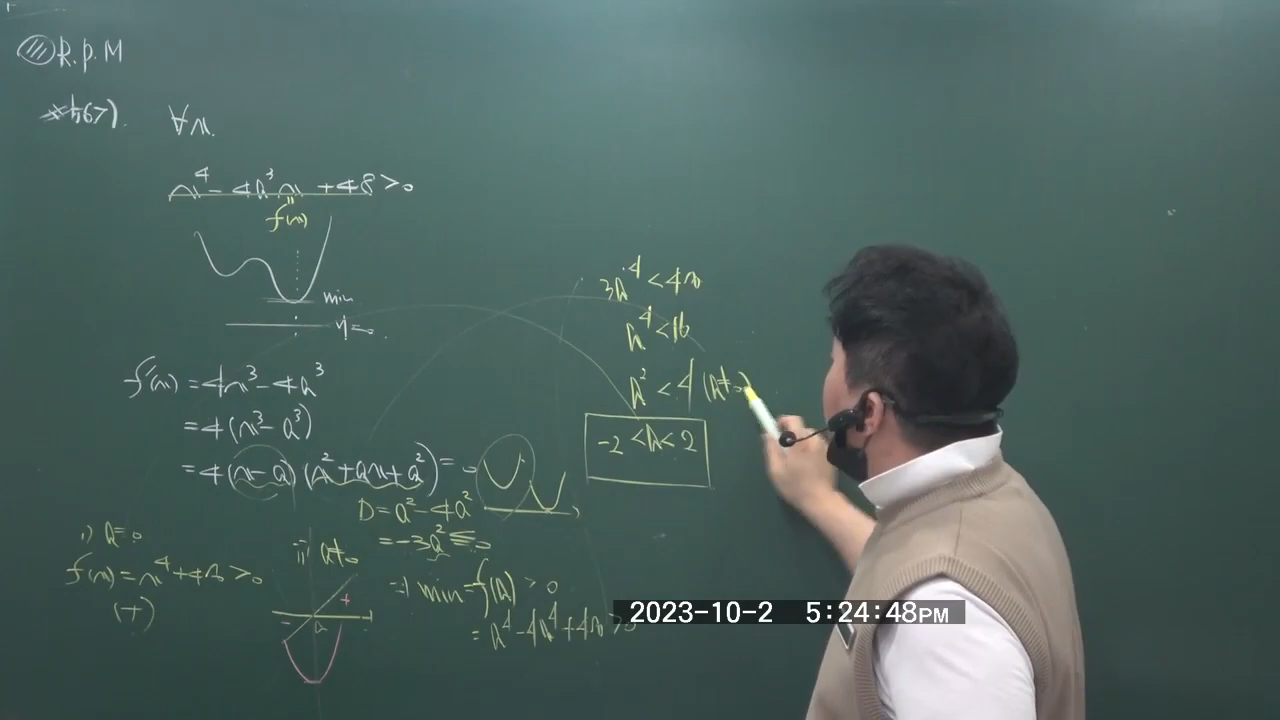 R.P.M
567).
∀x.
x⁴ - 4a³x + 48 > 0
f(x)
min
y=0.
f'(x) = 4x³ - 4a³
= 4(x³ - a³)
= 4(x - a)(x² + ax + a²) = 0
D = a² - 4a²
= -3a² ≤ 0
i) a = 0
f(x) = x⁴ + 48 > 0
(+)
ii) a ≠ 0
- a +
⇒ min f(a) > 0
= a⁴ - 4a⁴ + 48 > 0
3a⁴ < 48
a⁴ < 16
a² < 4 (a ≠ 0)
-2 < a < 2
2023-10-2 5:24:48PM